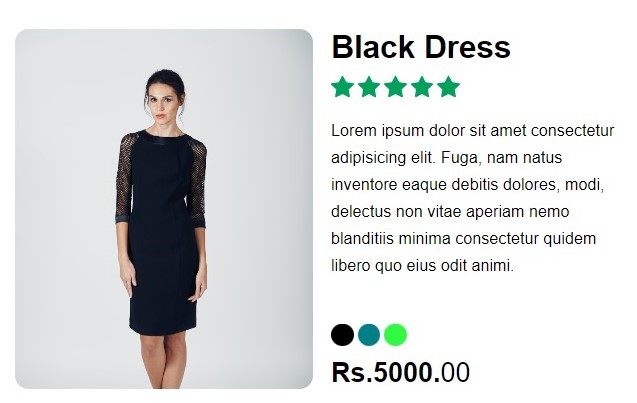 Black Dress
Lorem ipsum dolor sit amet consectetur
adipisicing elit. Fuga, nam natus
inventore eaque debitis dolores, modi,
delectus non vitae aperiam nemo
blanditiis minima consectetur quidem
libero quo eius odit animi.
Rs.5000.00